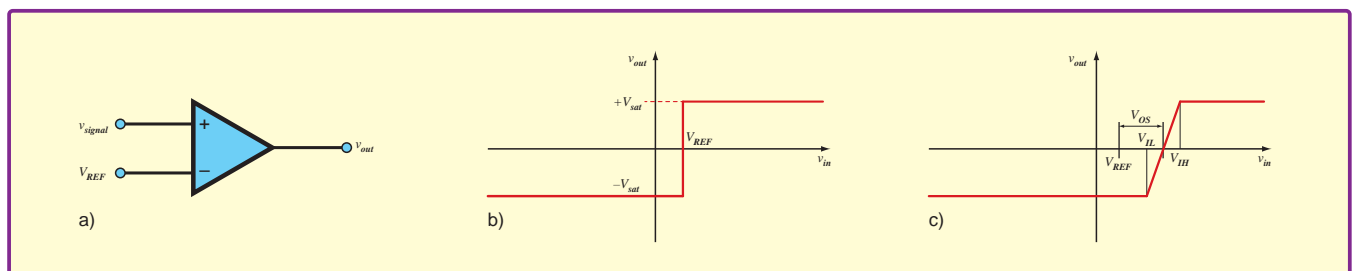 v_signal
V_REF
+
−
v_out
a)
v_out
+V_sat
V_REF
v_in
−V_sat
b)
v_out
V_OS
V_IL
V_REF
V_IH
v_in
c)